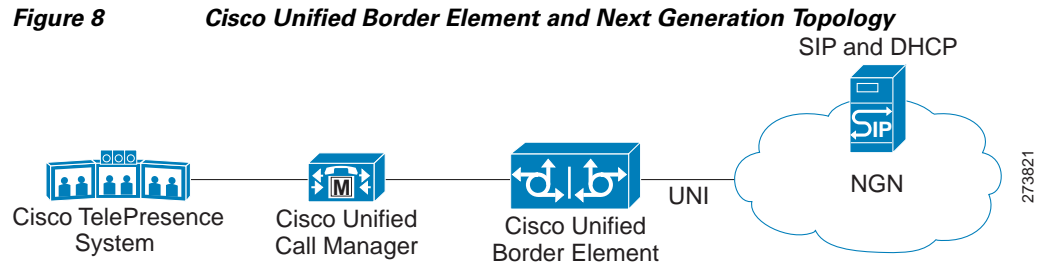 Figure 8 Cisco Unified Border Element and Next Generation Topology
SIP and DHCP
SIP
M
UNI
NGN
273821
Cisco TelePresence
System
Cisco Unified
Call Manager
Cisco Unified
Border Element